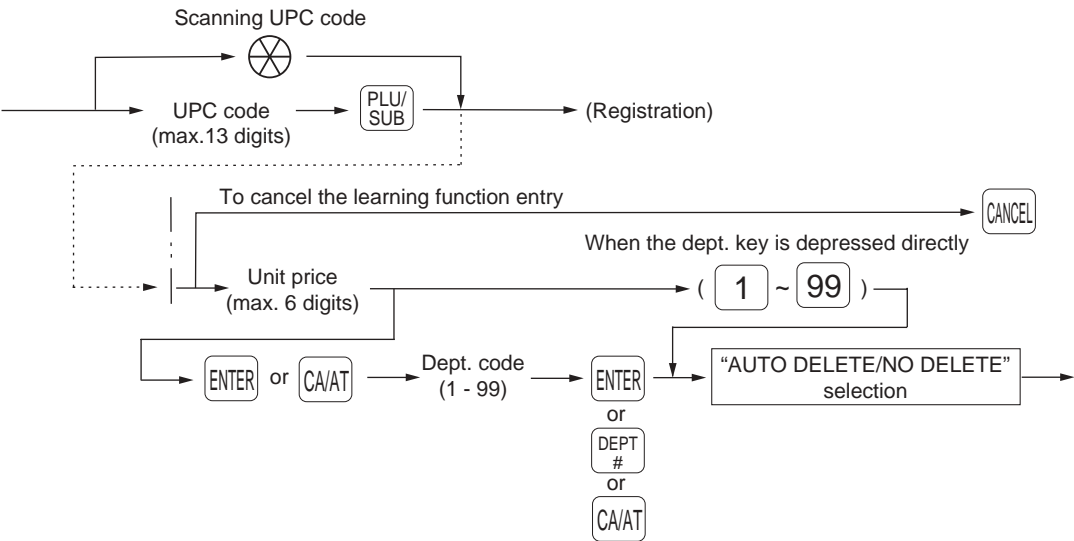 Scanning UPC code
UPC code
(max.13 digits)
PLU/
SUB
(Registration)
To cancel the learning function entry
CANCEL
When the dept. key is depressed directly
Unit price
(max. 6 digits)
( 1 ~ 99 )
ENTER or CA/AT
Dept. code
(1 - 99)
ENTER
or
DEPT
#
or
CA/AT
“AUTO DELETE/NO DELETE”
selection